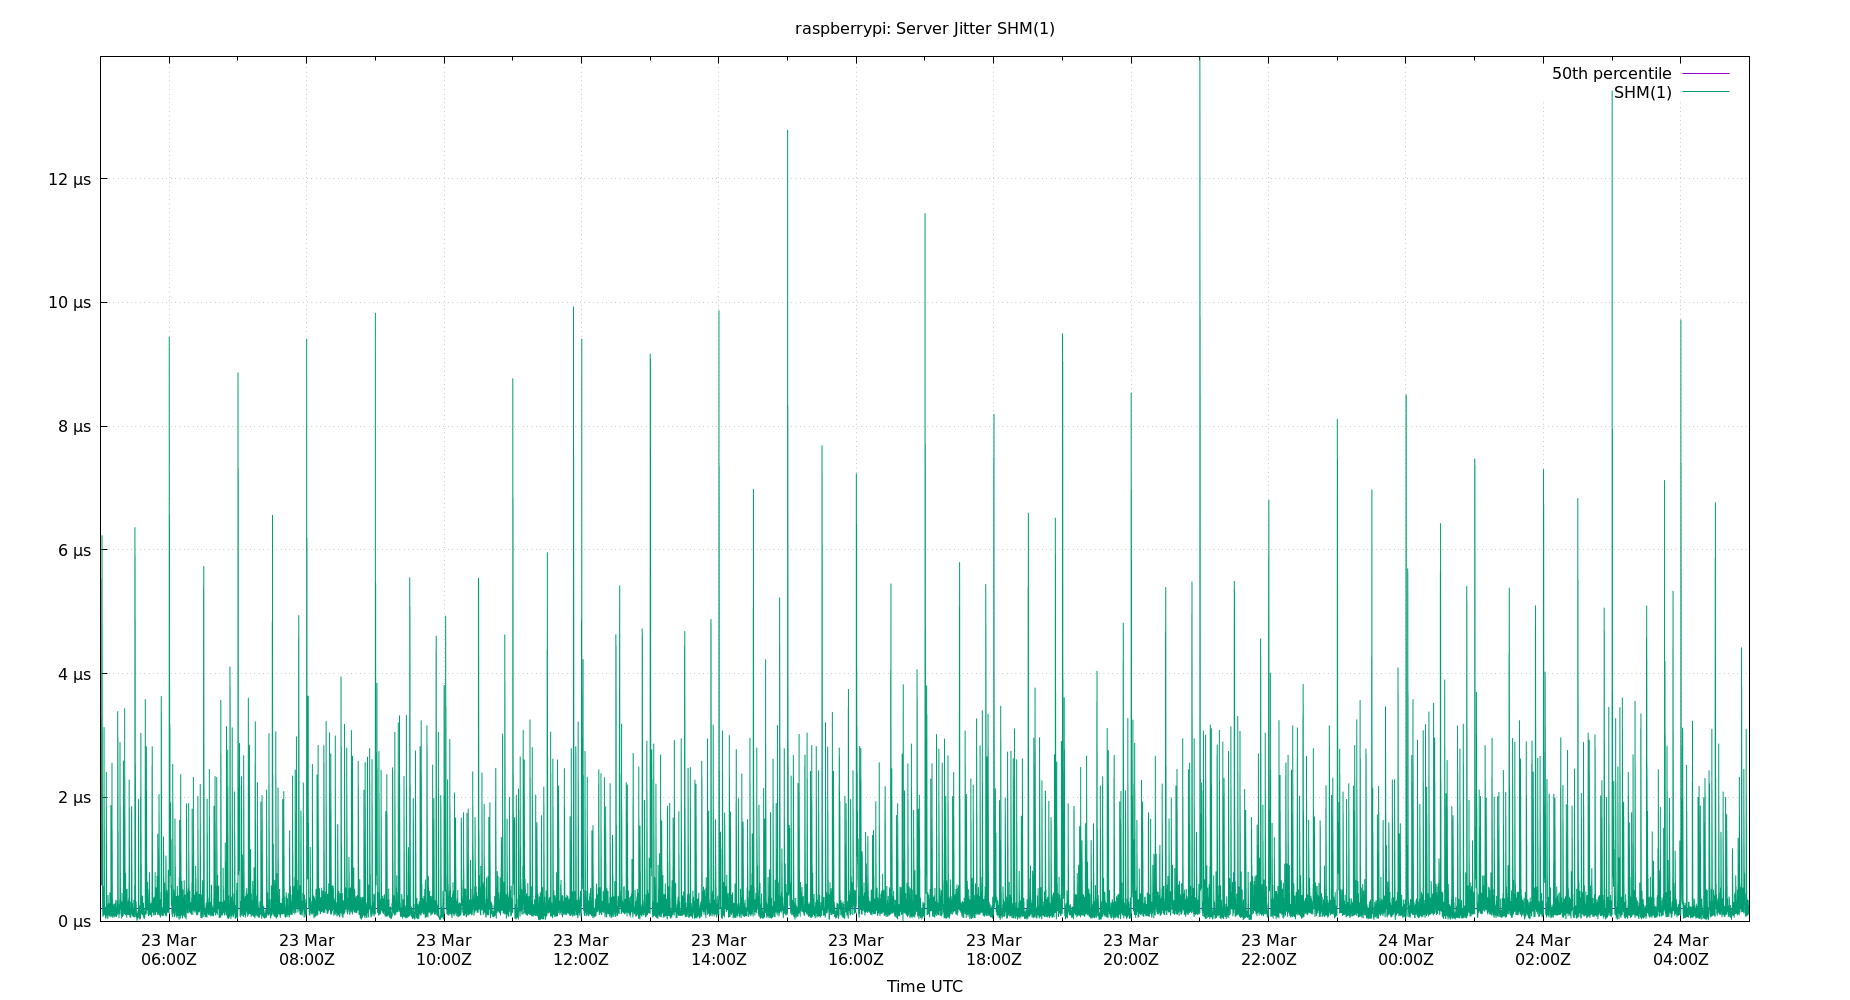 raspberrypi: Server Jitter SHM(1)
50th percentile
SHM(1)
12 µs
10 µs
8 µs
6 µs
4 µs
2 µs
0 µs
23 Mar 23 Mar 23 Mar 23 Mar 23 Mar 23 Mar 23 Mar 23 Mar 23 Mar 24 Mar 24 Mar 24 Mar
06:00Z 08:00Z 10:00Z 12:00Z 14:00Z 16:00Z 18:00Z 20:00Z 22:00Z 00:00Z 02:00Z 04:00Z
Time UTC